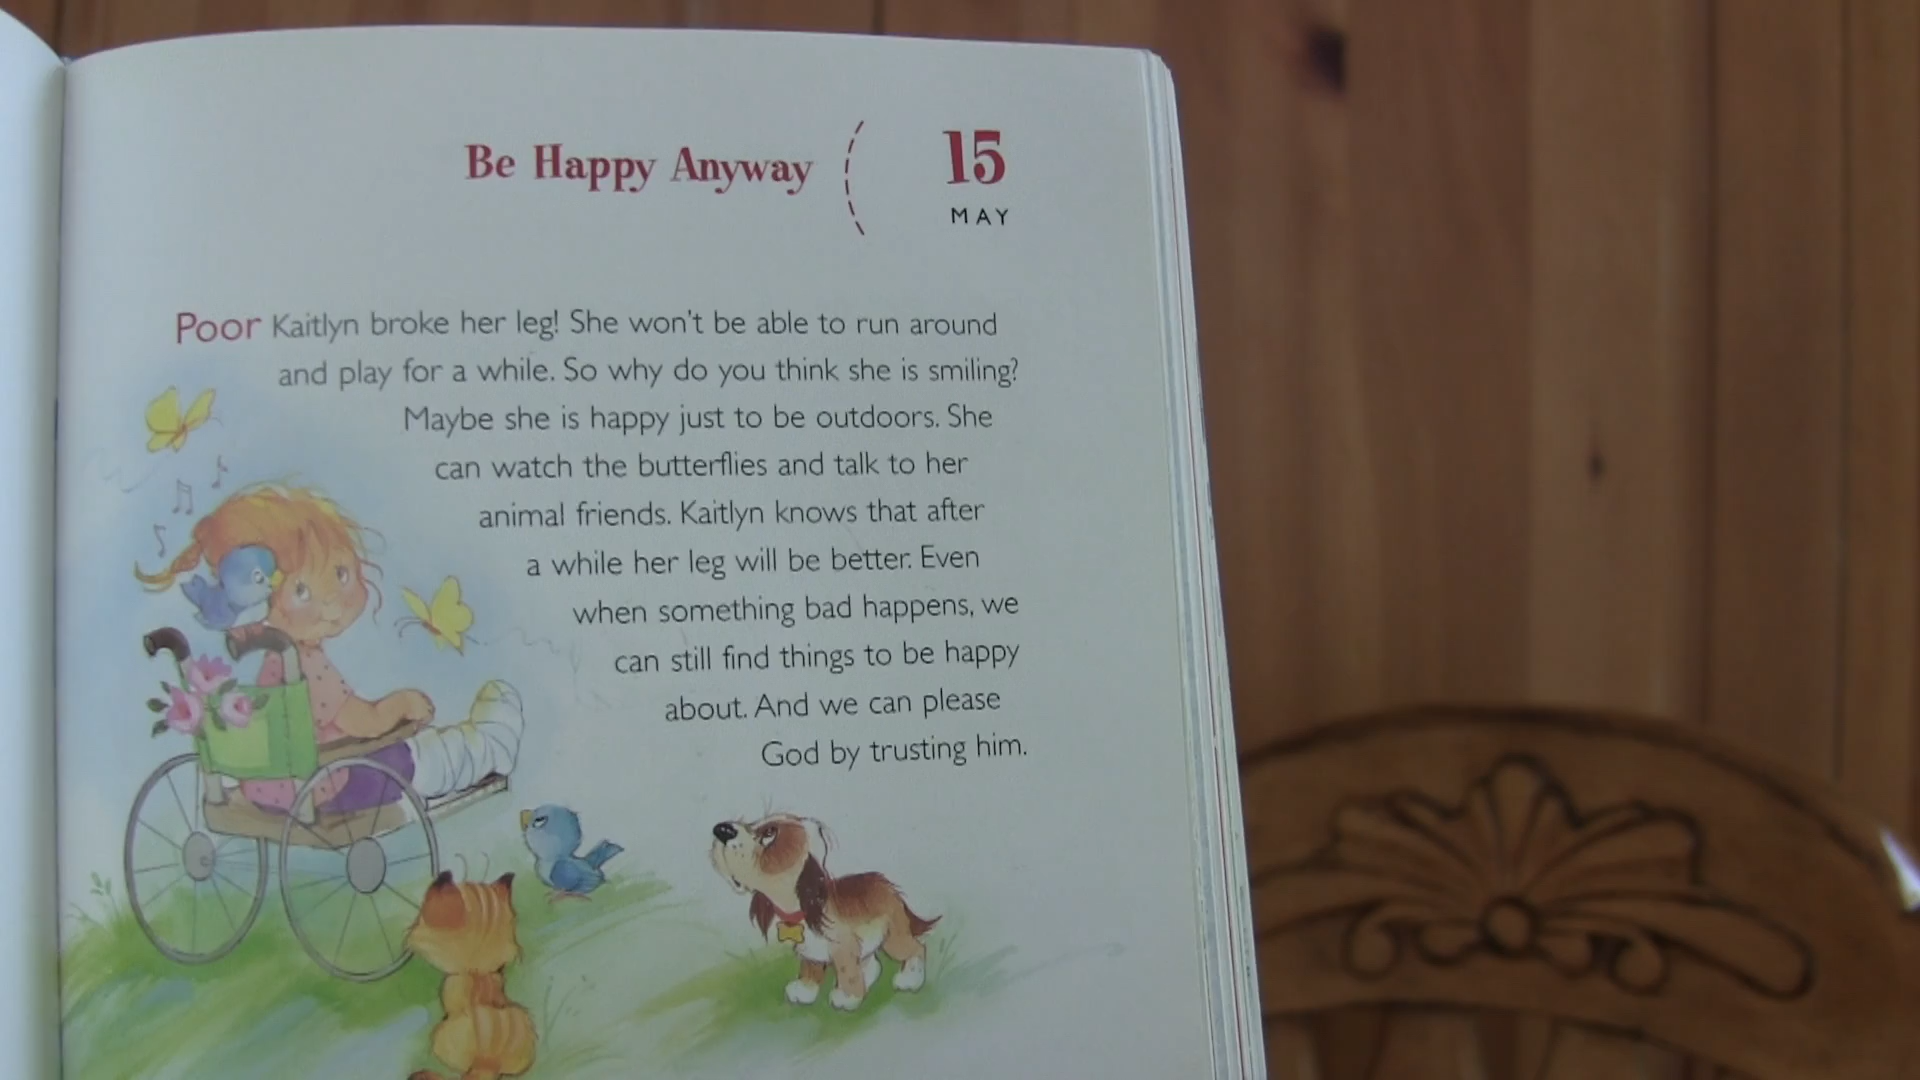 Be Happy Anyway
15
MAY
Poor Kaitlyn broke her leg! She won't be able to run around
and play for a while. So why do you think she is smiling?
Maybe she is happy just to be outdoors. She
can watch the butterflies and talk to her
animal friends. Kaitlyn knows that after
a while her leg will be better. Even
when something bad happens, we
can still find things to be happy
about. And we can please
God by trusting him.